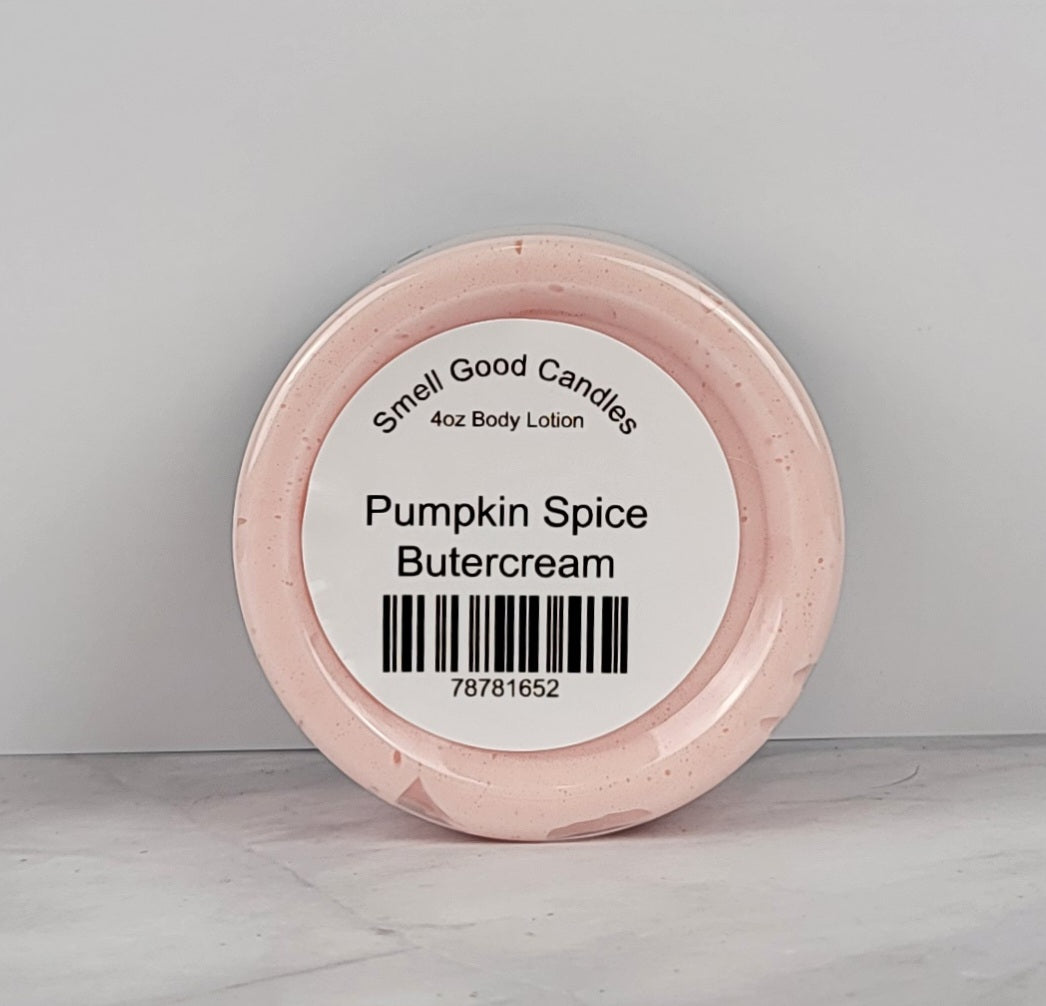 Smell Good Candles
4oz Body Lotion
Pumpkin Spice
Butercream
78781652